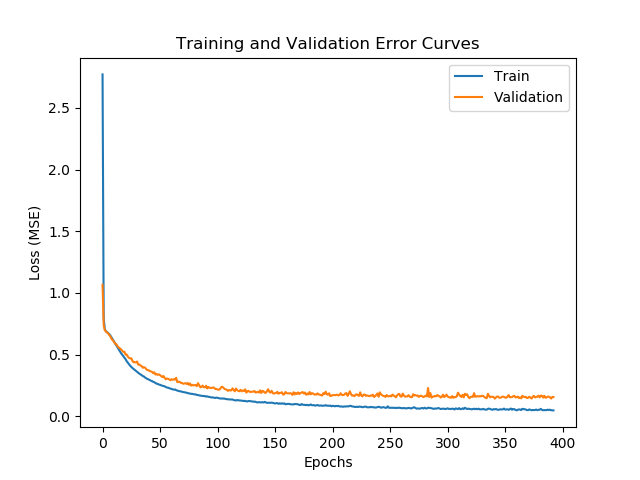 Training and Validation Error Curves
Train
Validation
Loss (MSE)
2.5
2.0
1.5
1.0
0.5
0.0
0 50 100 150 200 250 300 350 400
Epochs